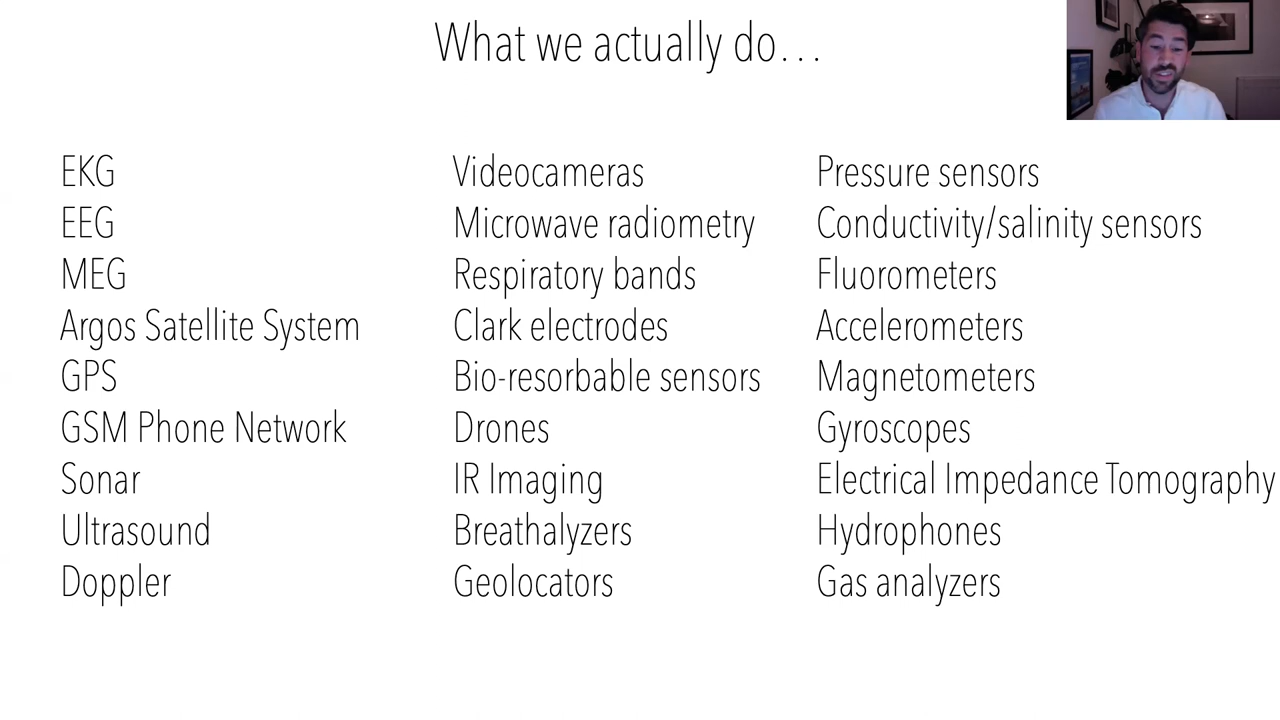 What we actually do...
EKG
EEG
MEG
Argos Satellite System
GPS
GSM Phone Network
Sonar
Ultrasound
Doppler
Videocameras
Microwave radiometry
Respiratory bands
Clark electrodes
Bio-resorbable sensors
Drones
IR Imaging
Breathalyzers
Geolocators
Pressure sensors
Conductivity/salinity sensors
Fluorometers
Accelerometers
Magnetometers
Gyroscopes
Electrical Impedance Tomography
Hydrophones
Gas analyzers